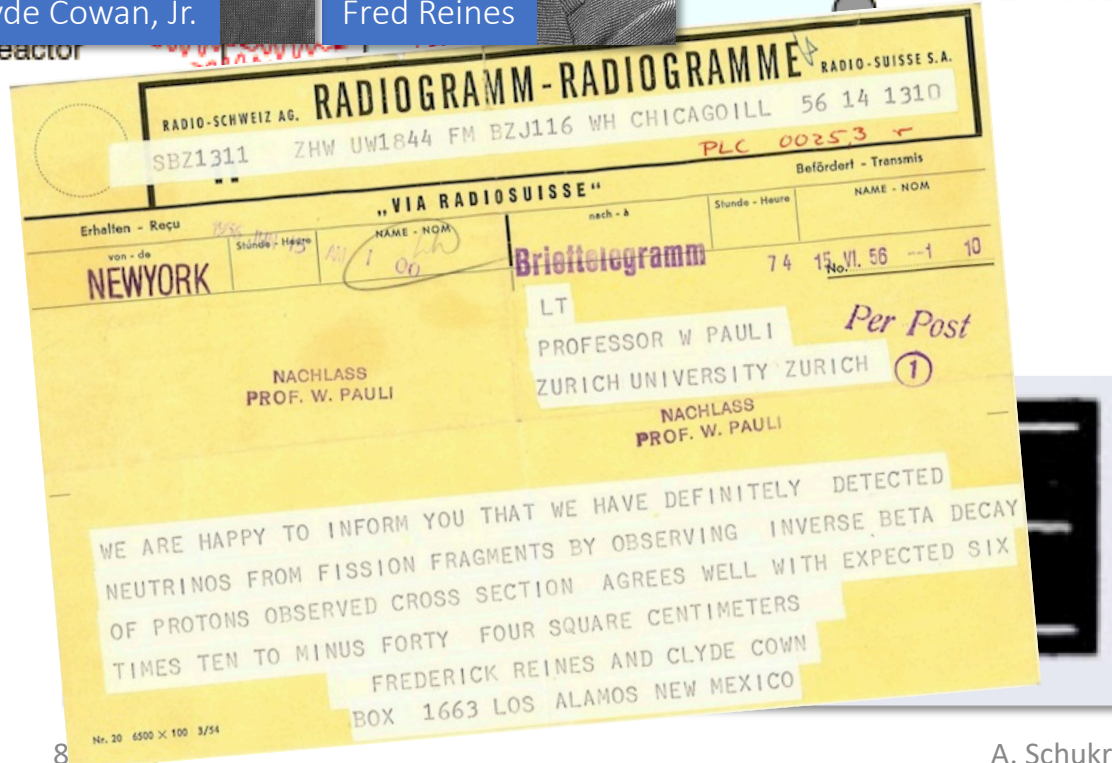 yde Cowan, Jr.
Fred Reines
eactor
RADIO-SCHWEIZ AG. RADIOGRAMM-RADIOGRAMME RADIO-SUISSE S.A.
SBZ1311 ZHW UW1844 FM BZJ116 WH CHICAGOILL 56 14 1310
PLC 0025,3
„VIA RADIOSUISSE“
Befördert - Transmis
Erhalten - Reçu
von - de
Stunde - Heure
NAME - NOM
nach - à
Stunde - Heure
NAME - NOM
NEWYORK
Brieftelegramm
74 15.VI. 56 --1 10
No.
LT
PROFESSOR W PAULI
ZURICH UNIVERSITY ZURICH
Per Post
1
NACHLASS
PROF. W. PAULI
NACHLASS
PROF. W. PAULI
WE ARE HAPPY TO INFORM YOU THAT WE HAVE DEFINITELY DETECTED
NEUTRINOS FROM FISSION FRAGMENTS BY OBSERVING INVERSE BETA DECAY
OF PROTONS OBSERVED CROSS SECTION AGREES WELL WITH EXPECTED SIX
TIMES TEN TO MINUS FORTY FOUR SQUARE CENTIMETERS
FREDERICK REINES AND CLYDE COWN
BOX 1663 LOS ALAMOS NEW MEXICO
Nr. 20 6500 × 100 3/54
8
A. Schukr